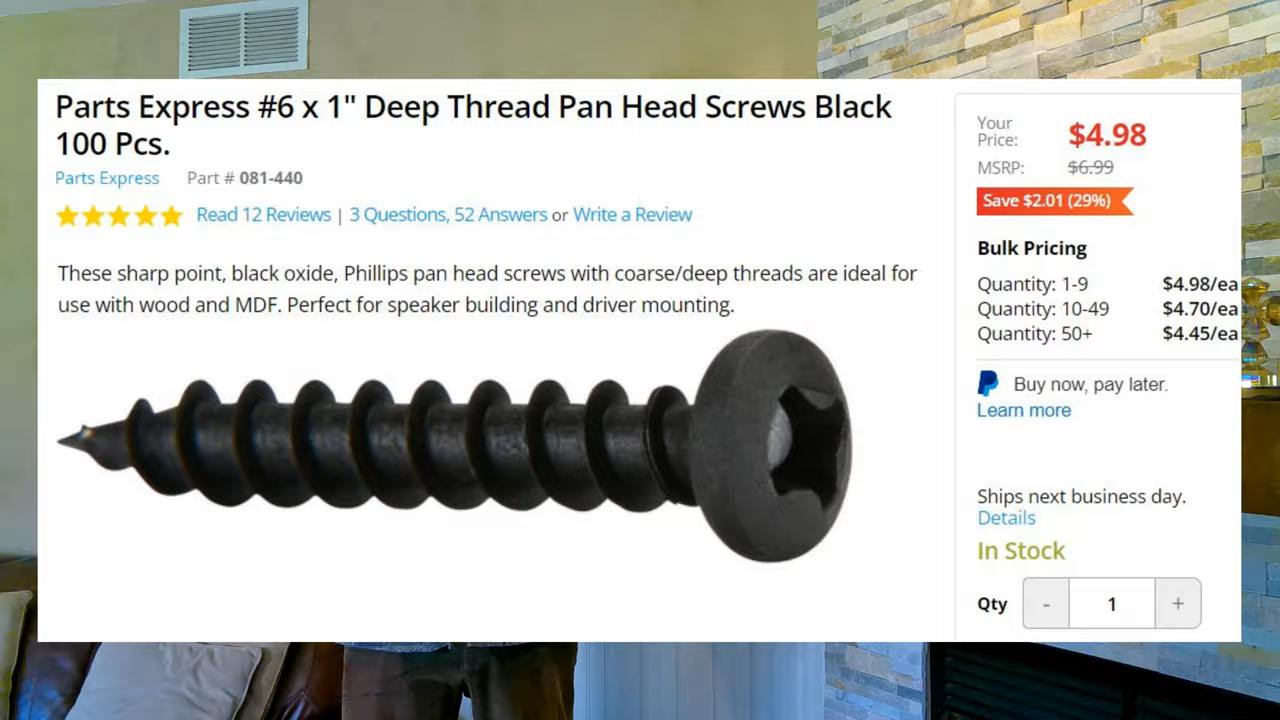 Parts Express #6 x 1" Deep Thread Pan Head Screws Black
100 Pcs.
Parts Express Part # 081-440
Read 12 Reviews | 3 Questions, 52 Answers or Write a Review
These sharp point, black oxide, Phillips pan head screws with coarse/deep threads are ideal for
use with wood and MDF. Perfect for speaker building and driver mounting.
Your
Price: $4.98
MSRP: $6.99
Save $2.01 (29%)
Bulk Pricing
Quantity: 1-9 $4.98/ea
Quantity: 10-49 $4.70/ea
Quantity: 50+ $4.45/ea
Buy now, pay later.
Learn more
Ships next business day.
Details
In Stock
Qty - 1 +